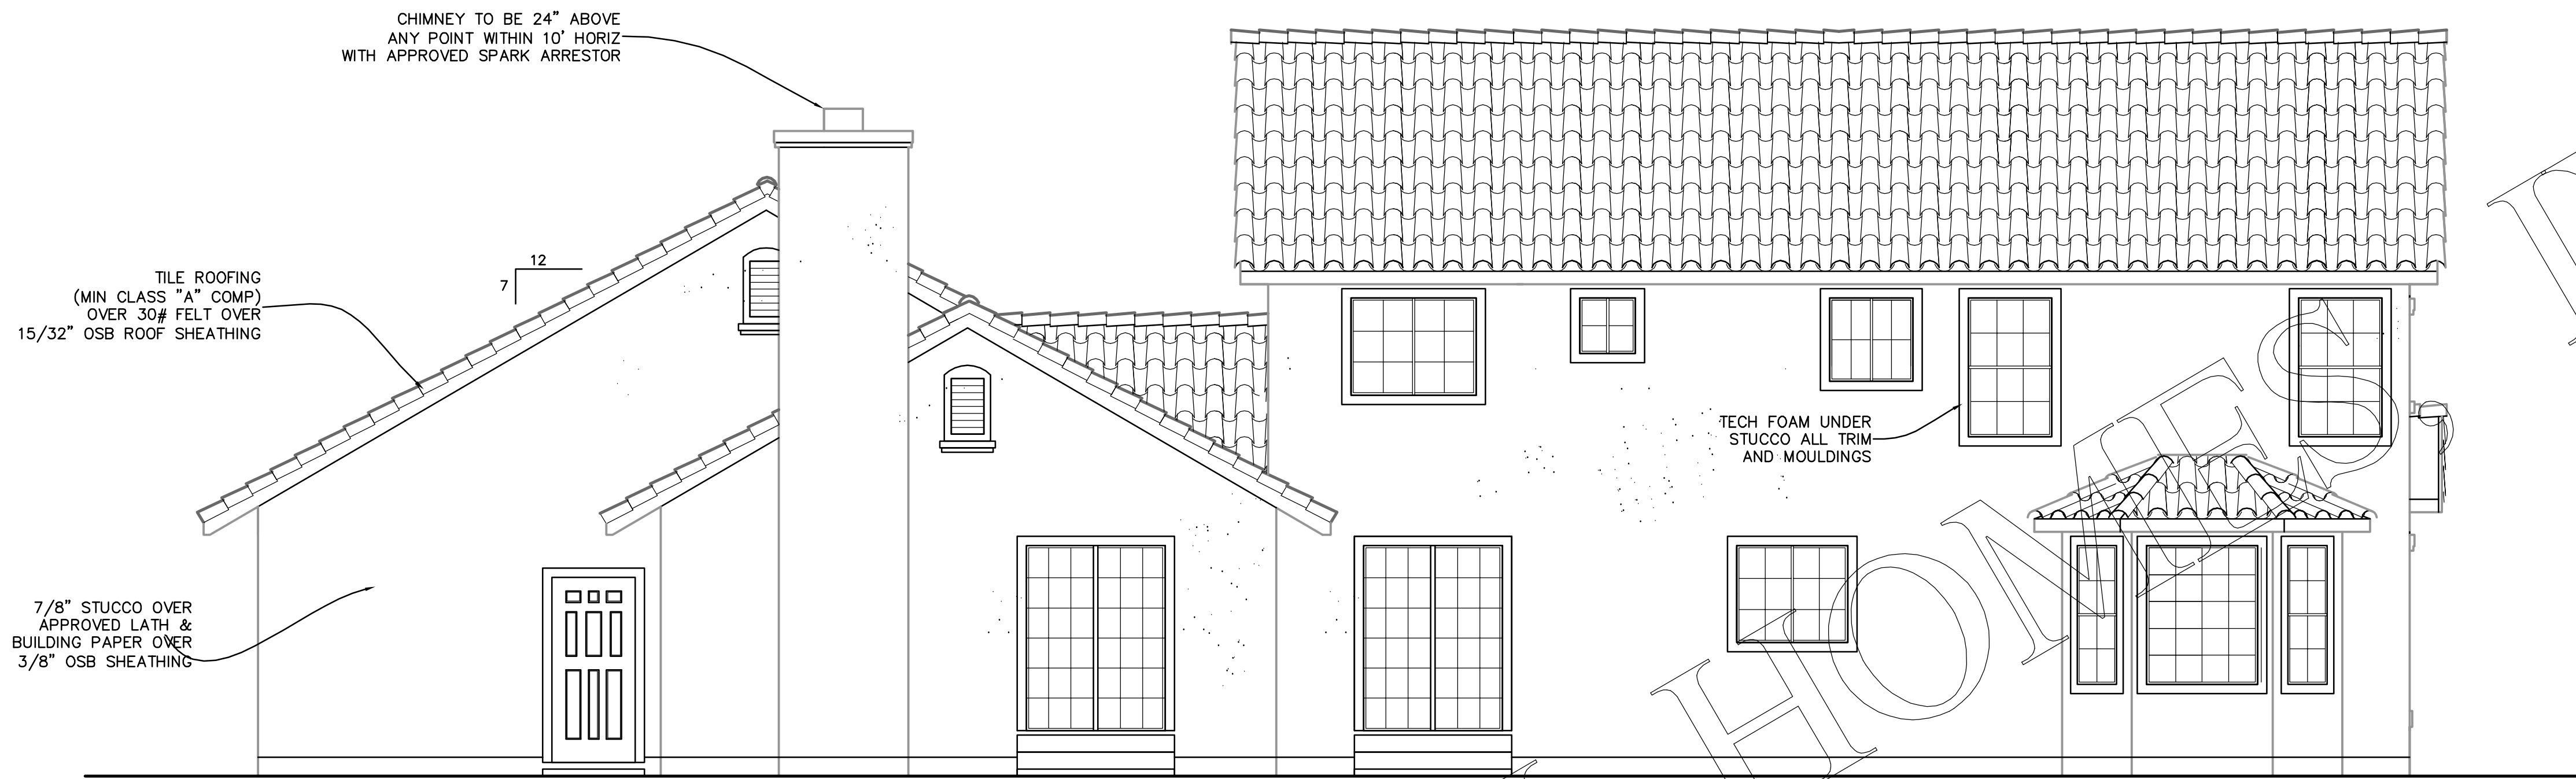 CHIMNEY TO BE 24" ABOVE
ANY POINT WITHIN 10' HORIZ
WITH APPROVED SPARK ARRESTOR
12
7
TILE ROOFING
(MIN CLASS "A" COMP)
OVER 30# FELT OVER
15/32" OSB ROOF SHEATHING
TECH FOAM UNDER
STUCCO ALL TRIM
AND MOULDINGS
7/8" STUCCO OVER
APPROVED LATH &
BUILDING PAPER OVER
3/8" OSB SHEATHING
HOMES